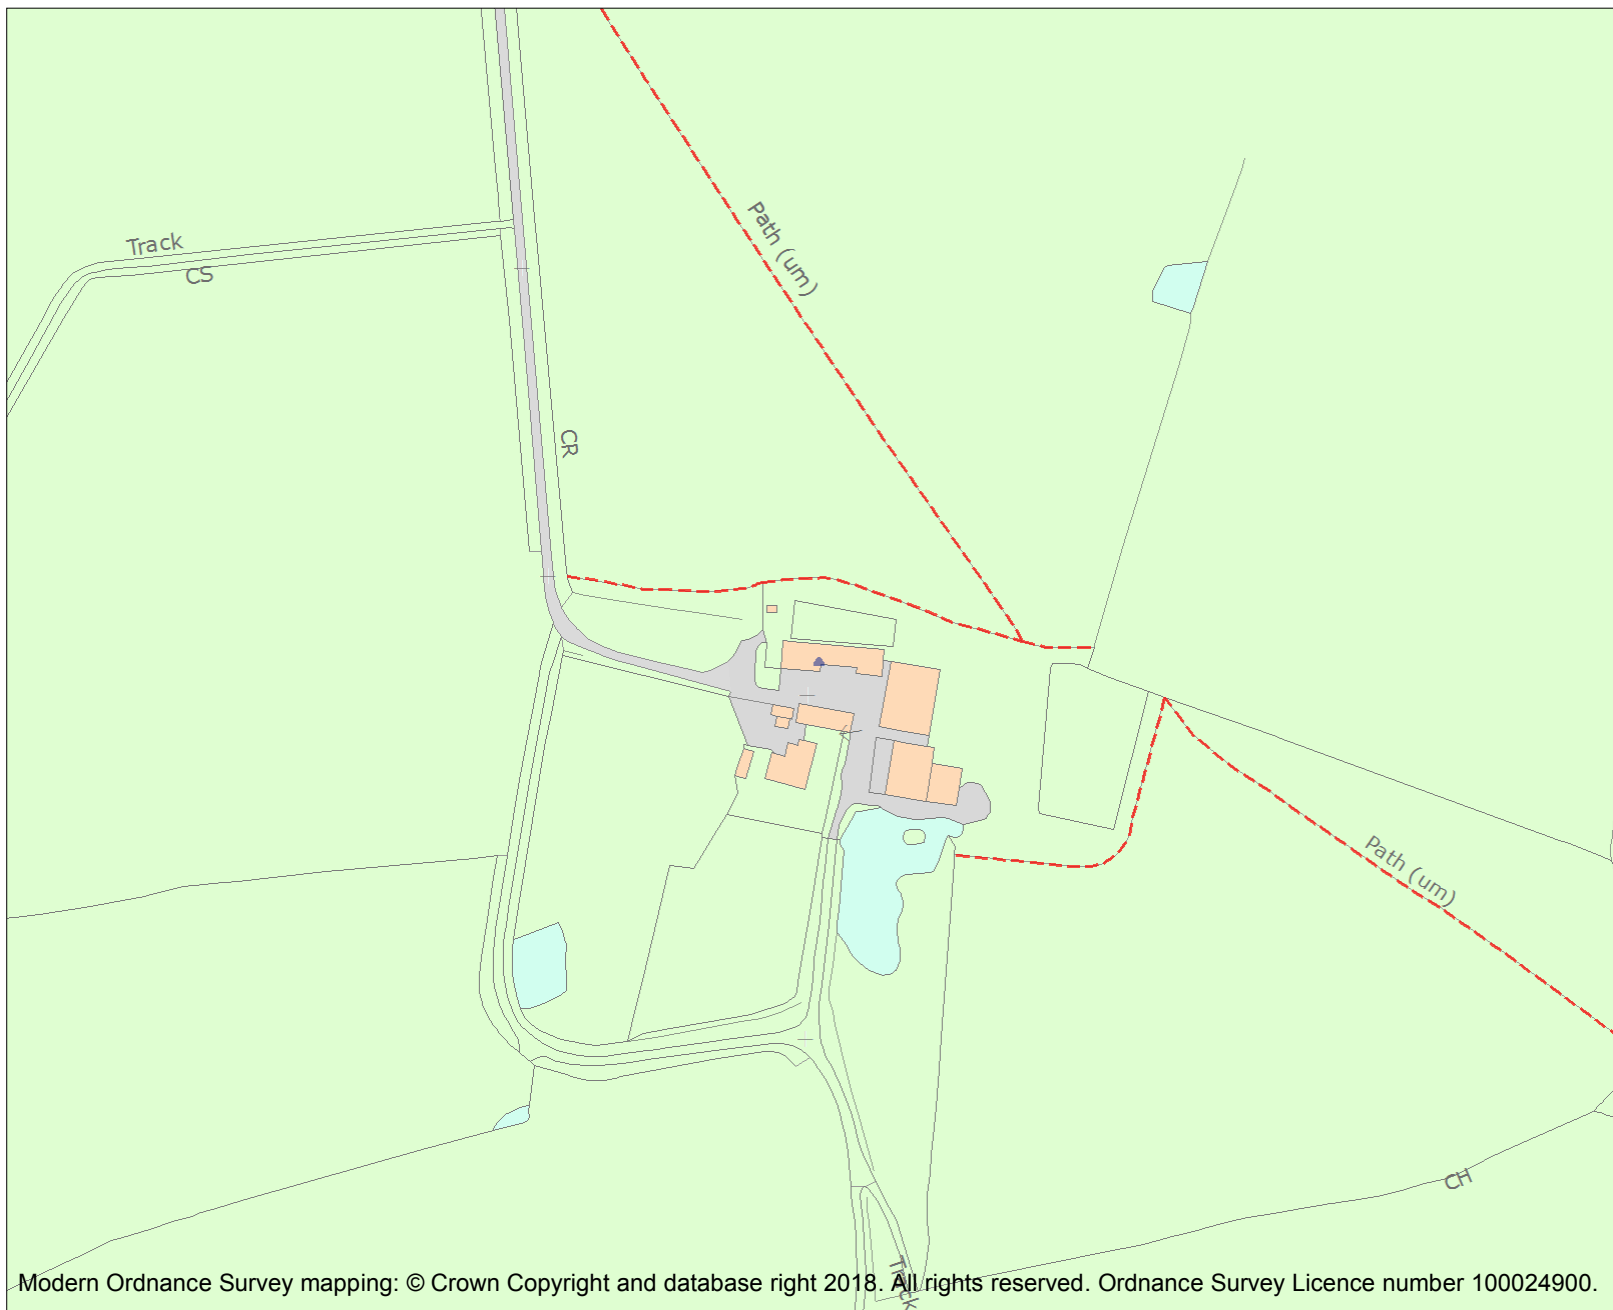 Path (um)
Track
CS
CR
Path (um)
CH
Track
Modern Ordnance Survey mapping: © Crown Copyright and database right 2018. All rights reserved. Ordnance Survey Licence number 100024900.